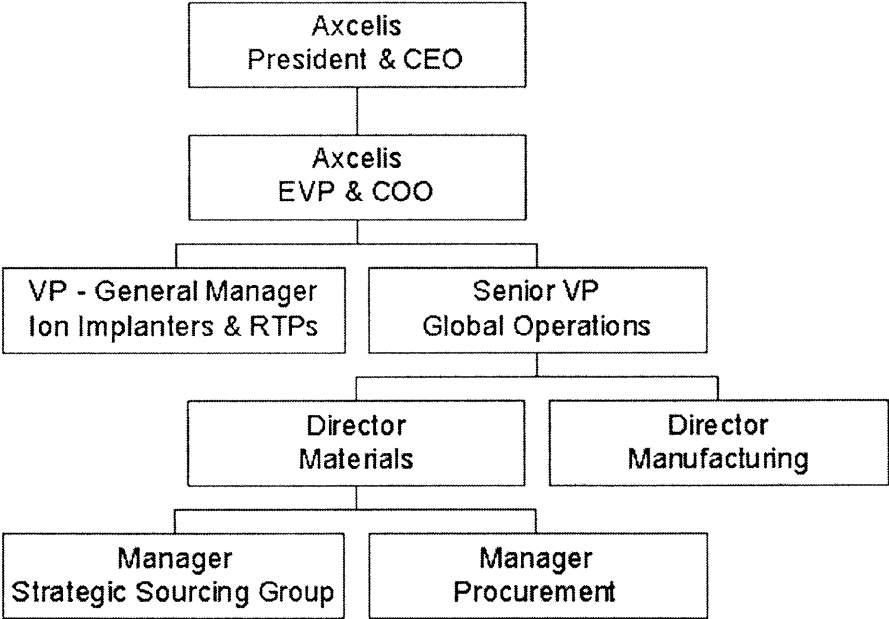 Axcelis
President & CEO
Axcelis
EVP & COO
VP - General Manager
Ion Implanters & RTPs
Senior VP
Global Operations
Director
Materials
Director
Manufacturing
Manager
Strategic Sourcing Group
Manager
Procurement